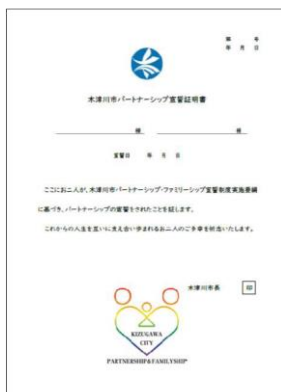 第 号
年 月 日
木津川市パートナーシップ宣誓証明書
様 様
宣誓日 年 月 日
ここにお二人が、木津川市パートナーシップ・ファミリーシップ宣誓制度実施要綱
に基づき、パートナーシップの宣誓をされたことを証します。
これからの人生を互いに支え合い歩まれるお二人のご多幸を祈念いたします。
木津川市長 印
KIZUGAWA
CITY
PARTNERSHIP&FAMILYSHIP